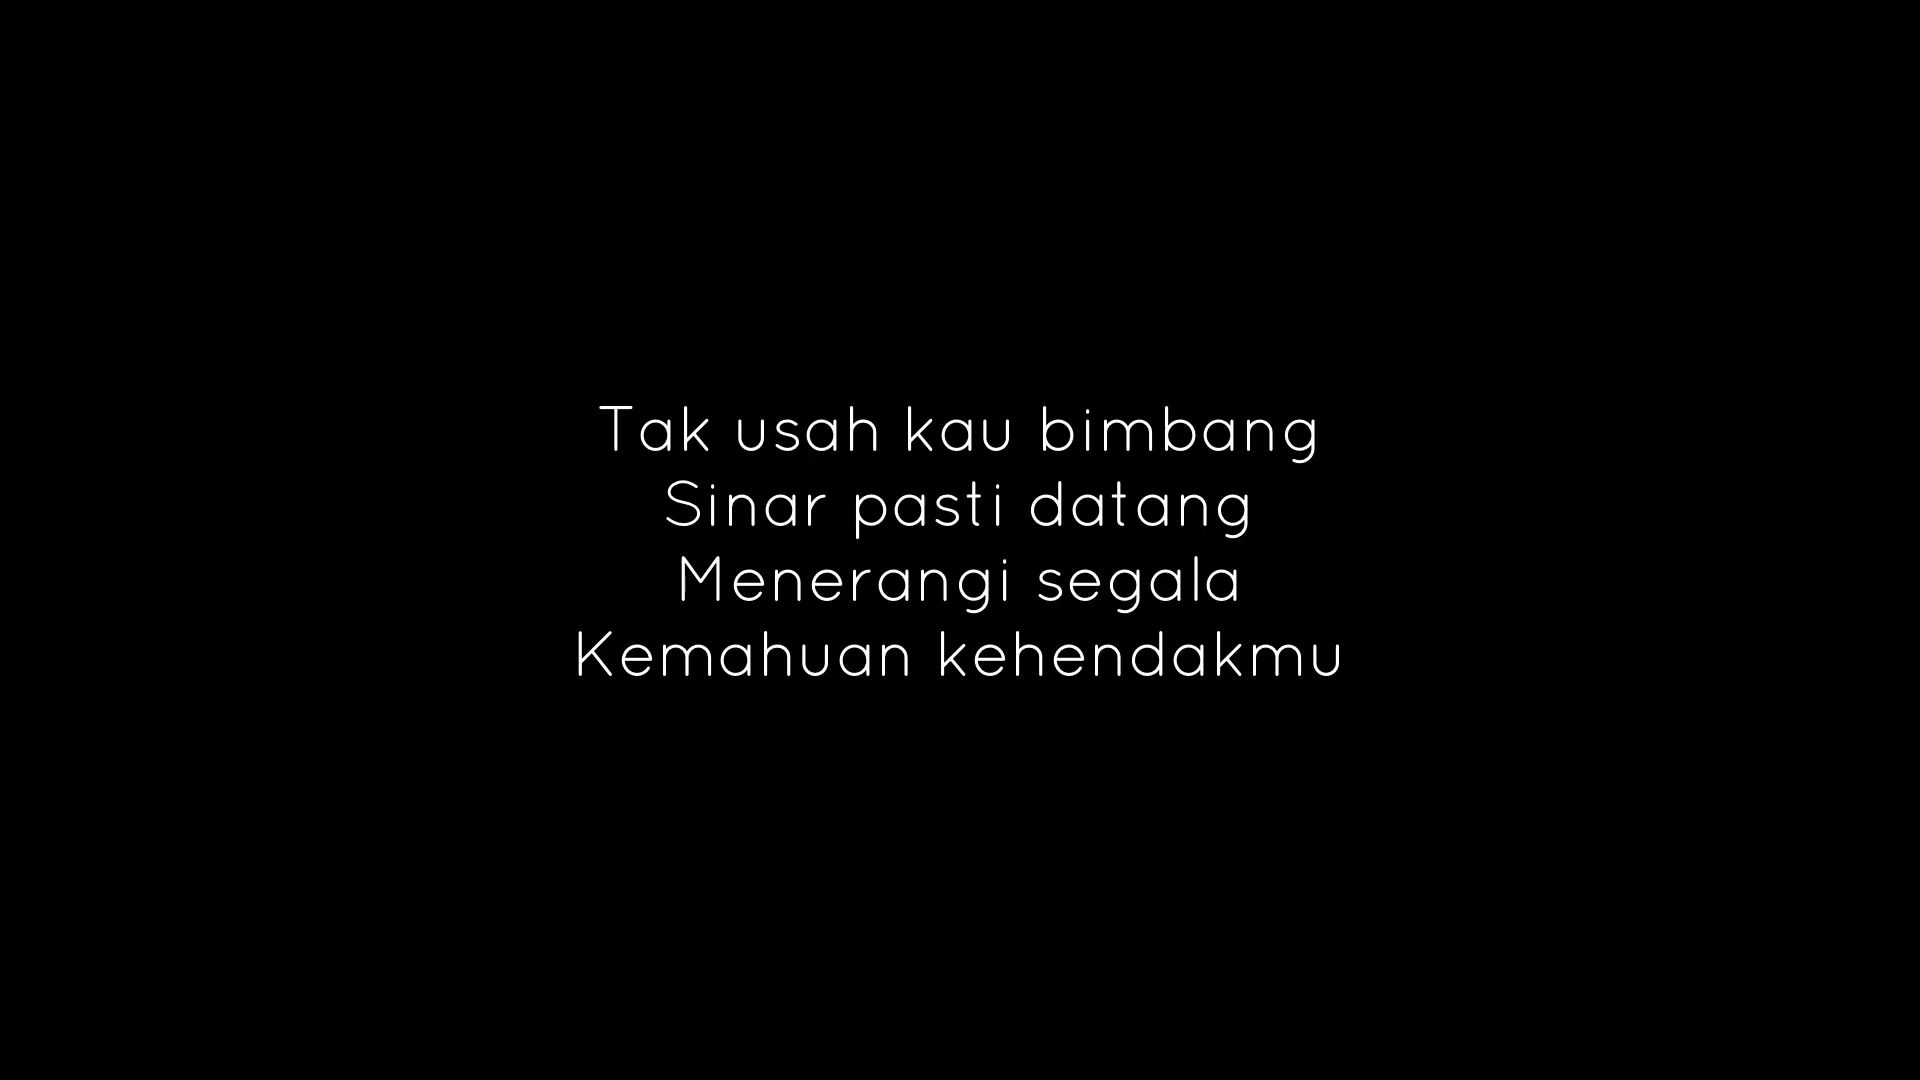 Tak usah kau bimbang
Sinar pasti datang
Menerangi segala
Kemahuan kehendakmu